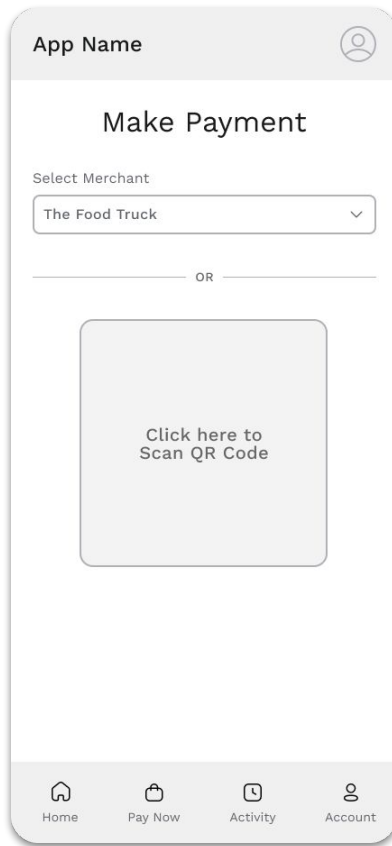 App Name
Make Payment
Select Merchant
The Food Truck
OR
Click here to
Scan QR Code
Home
Pay Now
Activity
Account